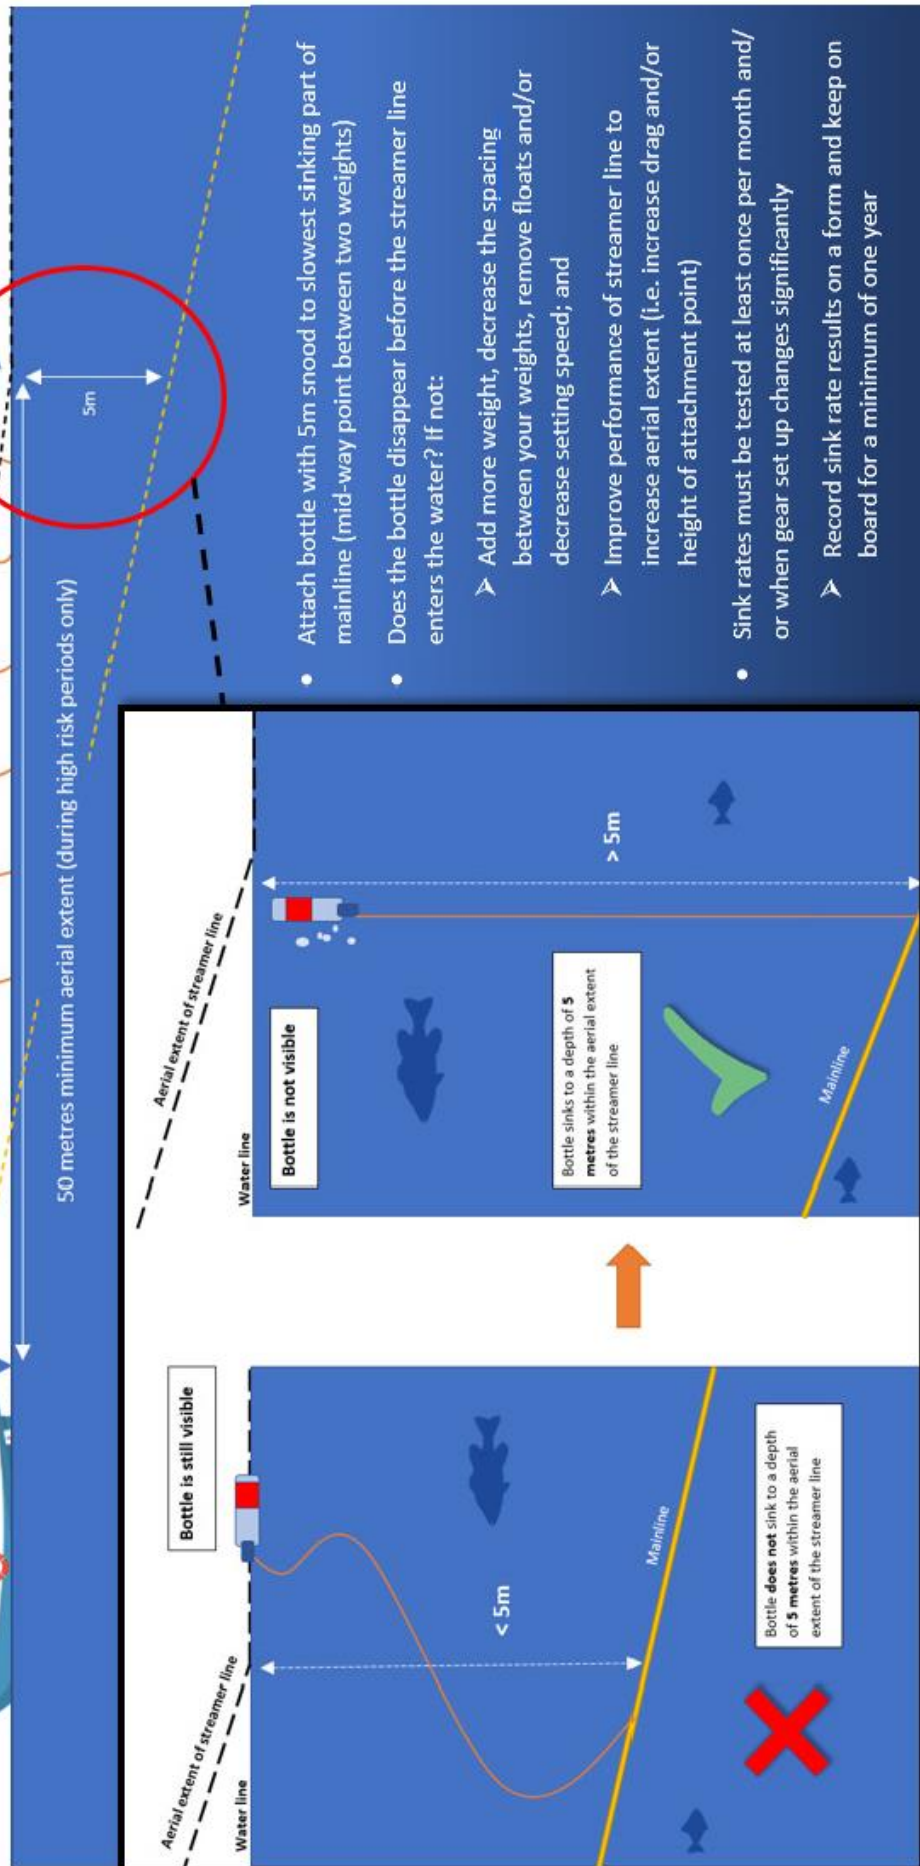 50 metres minimum aerial extent (during high risk periods only)
5m
Aerial extent of streamer line
Water line
Bottle is still visible
< 5m
Mainline
Bottle does not sink to a depth
of 5 metres within the aerial
extent of the streamer line
Aerial extent of streamer line
Water line
Bottle is not visible
Bottle sinks to a depth of 5
metres within the aerial extent
of the streamer line
Mainline
> 5m
• Attach bottle with 5m snood to slowest sinking part of
mainline (mid-way point between two weights)
• Does the bottle disappear before the streamer line
enters the water? If not:
➢ Add more weight, decrease the spacing
between your weights, remove floats and/or
decrease setting speed; and
➢ Improve performance of streamer line to
increase aerial extent (i.e. increase drag and/or
height of attachment point)
• Sink rates must be tested at least once per month and/
or when gear set up changes significantly
➢ Record sink rate results on a form and keep on
board for a minimum of one year